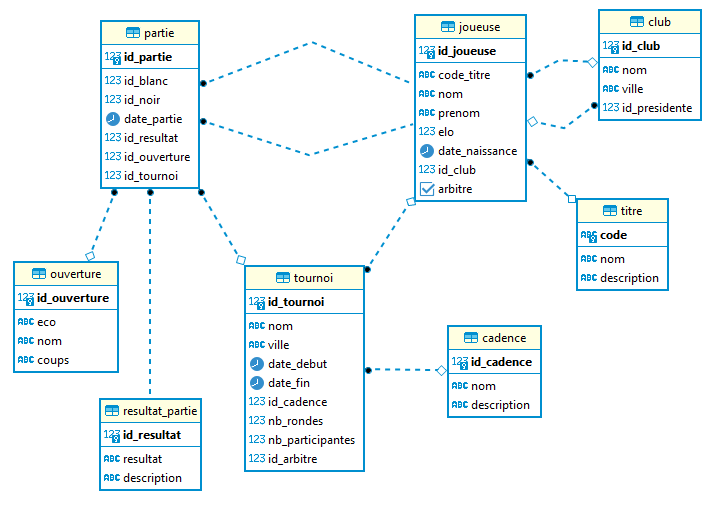 partie
123 id_partie
123 id_blanc
123 id_noir
date_partie
123 id_resultat
123 id_ouverture
123 id_tournoi
joueuse
123 id_joueuse
ABC code_titre
ABC nom
ABC prenom
123 elo
date_naissance
123 id_club
arbitre
club
123 id_club
ABC nom
ABC ville
123 id_presidente
titre
ABC code
ABC nom
ABC description
ouverture
123 id_ouverture
ABC eco
ABC nom
ABC coups
tournoi
123 id_tournoi
ABC nom
ABC ville
date_debut
date_fin
123 id_cadence
123 nb_rondes
123 nb_participantes
123 id_arbitre
cadence
123 id_cadence
ABC nom
ABC description
resultat_partie
123 id_resultat
ABC resultat
ABC description